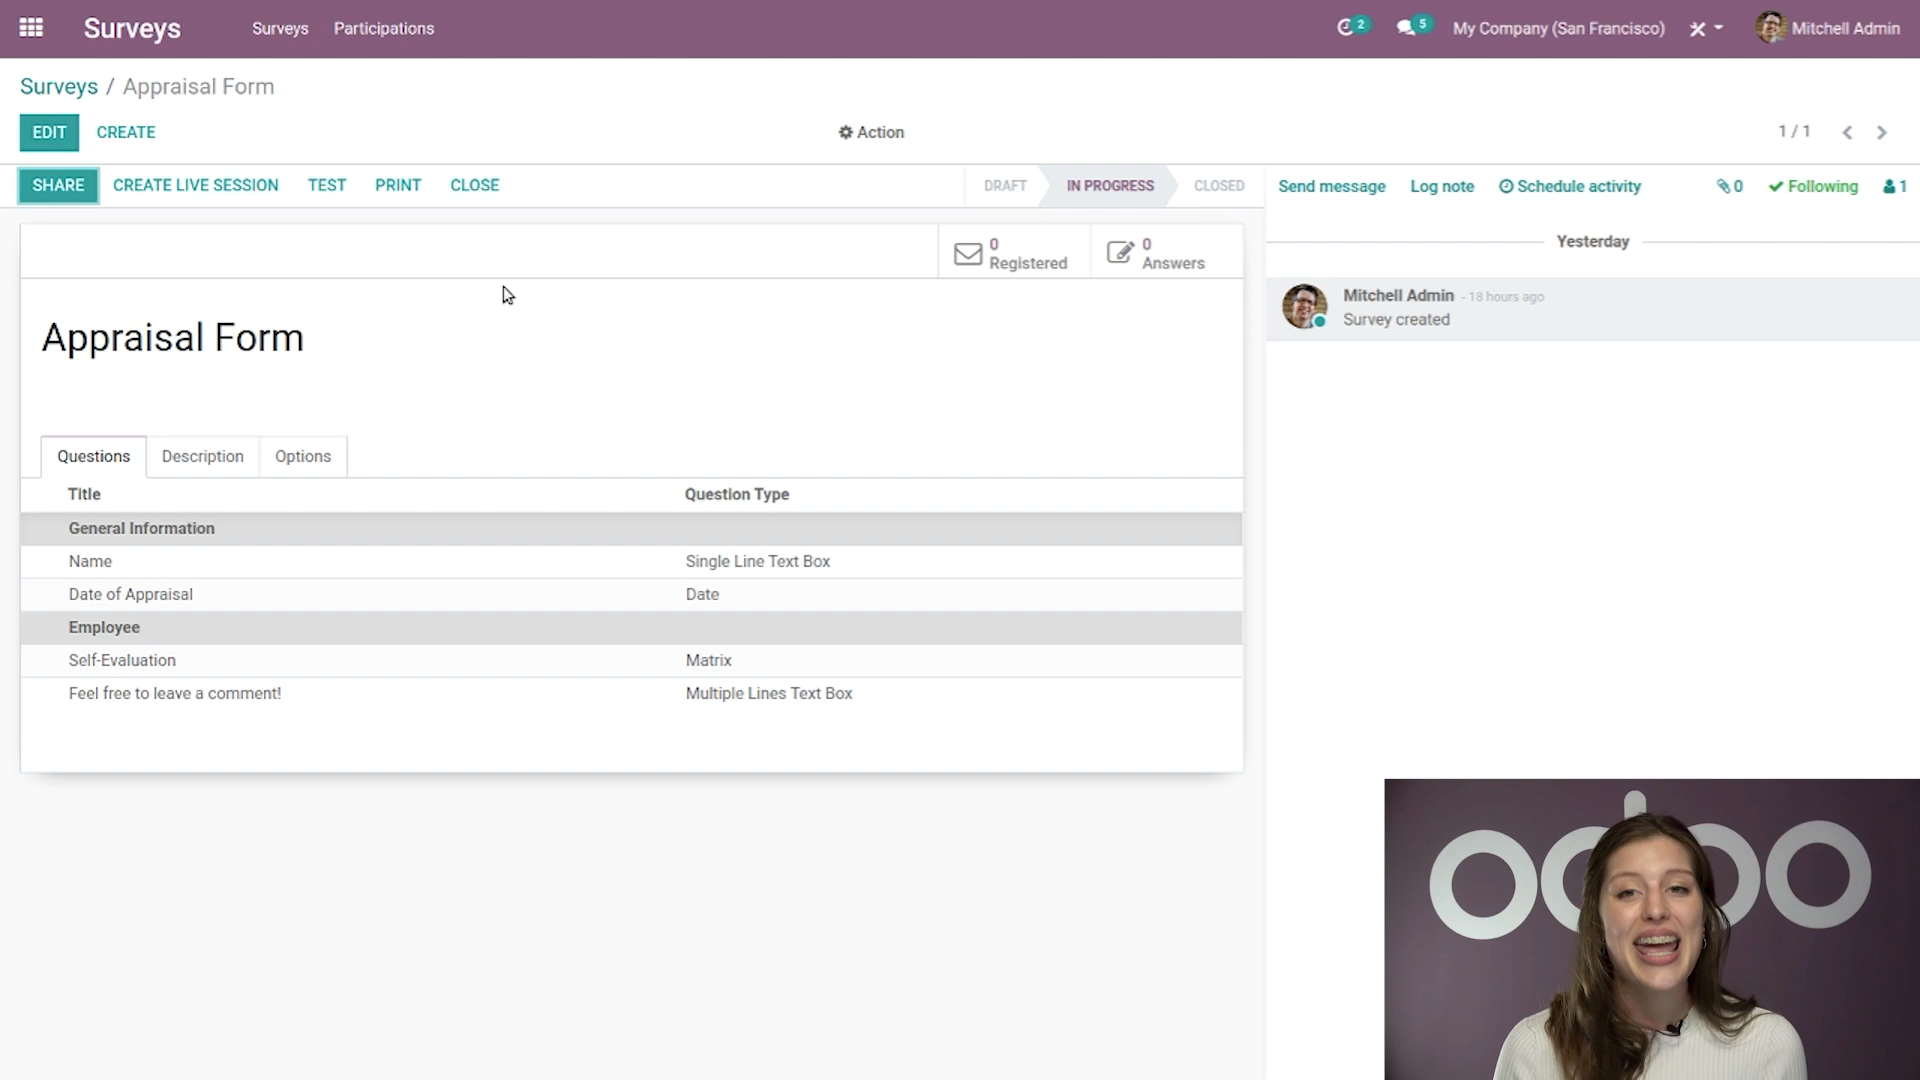 Surveys Surveys Participations 2 5 My Company (San Francisco) Mitchell Admin
Surveys / Appraisal Form
EDIT CREATE Action 1 / 1
SHARE CREATE LIVE SESSION TEST PRINT CLOSE DRAFT IN PROGRESS CLOSED Send message Log note Schedule activity 0 Following 1
0 Registered
0 Answers
Yesterday
Mitchell Admin - 18 hours ago
Survey created
Appraisal Form
Questions Description Options
Title Question Type
General Information
Name Single Line Text Box
Date of Appraisal Date
Employee
Self-Evaluation Matrix
Feel free to leave a comment! Multiple Lines Text Box
odoo